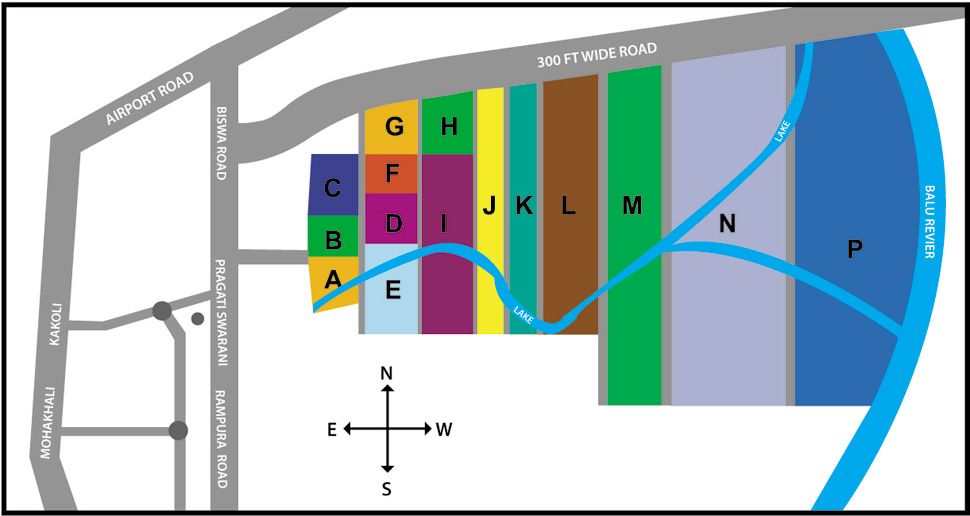 300 FT WIDE ROAD
AIRPORT ROAD
BISWA ROAD
G
H
C
F
D
B
A
E
I
J
K
L
M
N
P
LAKE
BALU REVIER
KAKOLI
PRAGATI SWARANI
LAKE
MOHAKHALI
RAMPURA ROAD
N
E
W
S